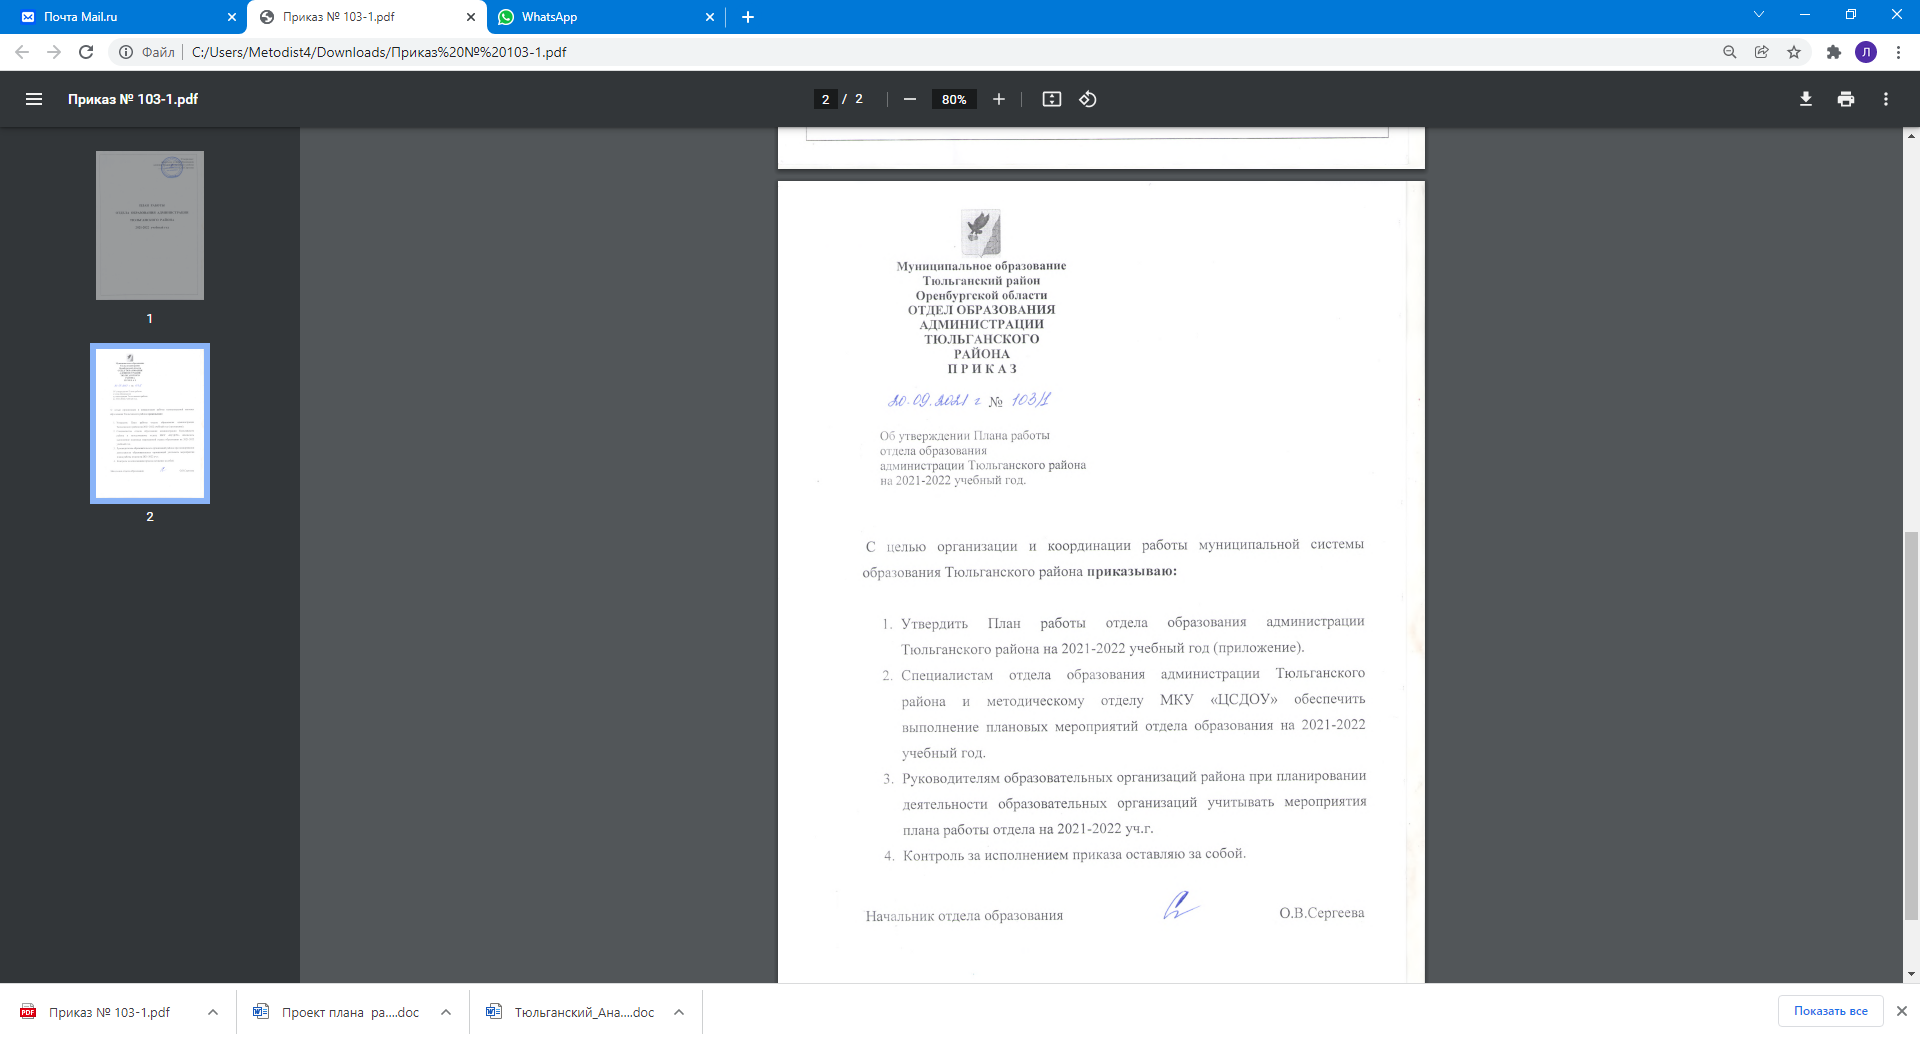 Почта Mail.ru
Приказ № 103-1.pdf
WhatsApp
Файл
C:/Users/Metodist4/Downloads/Приказ%20№%20103-1.pdf
Л
Приказ № 103-1.pdf
2 / 2
80%
1
2
Муниципальное образование
Тюльганский район
Оренбургской области
ОТДЕЛ ОБРАЗОВАНИЯ
АДМИНИСТРАЦИИ
ТЮЛЬГАНСКОГО
РАЙОНА
П Р И К А З
20.09.2021 г № 103/1
Об утверждении Плана работы
отдела образования
администрации Тюльганского района
на 2021-2022 учебный год.
С целью организации и координации работы муниципальной системы
образования Тюльганского района приказываю:
1. Утвердить План работы отдела образования администрации
Тюльганского района на 2021-2022 учебный год (приложение).
2. Специалистам отдела образования администрации Тюльганского
района и методическому отделу МКУ «ЦСДОУ» обеспечить
выполнение плановых мероприятий отдела образования на 2021-2022
учебный год.
3. Руководителям образовательных организаций района при планировании
деятельности образовательных организаций учитывать мероприятия
плана работы отдела на 2021-2022 уч.г.
4. Контроль за исполнением приказа оставляю за собой.
Начальник отдела образования
О.В.Сергеева
Приказ № 103-1.pdf
Проект плана ра....doc
Тюльганский_Ана....doc
Показать все